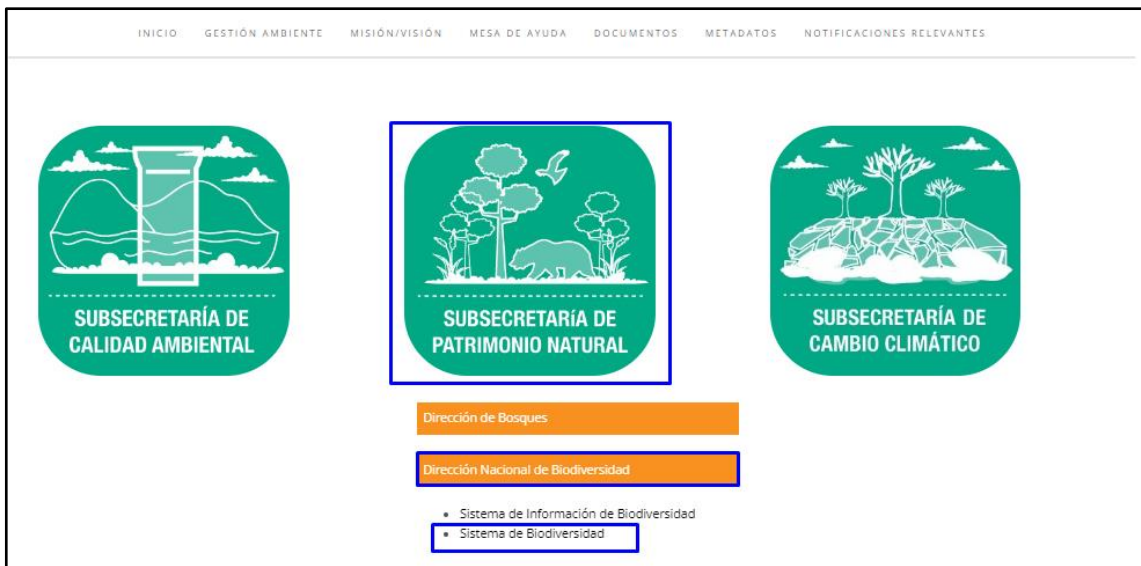 INICIO GESTIÓN AMBIENTE MISIÓN/VISIÓN MESA DE AYUDA DOCUMENTOS METADATOS NOTIFICACIONES RELEVANTES
SUBSECRETARÍA DE
CALIDAD AMBIENTAL
SUBSECRETARíA DE
PATRIMONIO NATURAL
SUBSECRETARÍA DE
CAMBIO CLIMÁTICO
Dirección de Bosques
Dirección Nacional de Biodiversidad
• Sistema de Información de Biodiversidad
• Sistema de Biodiversidad